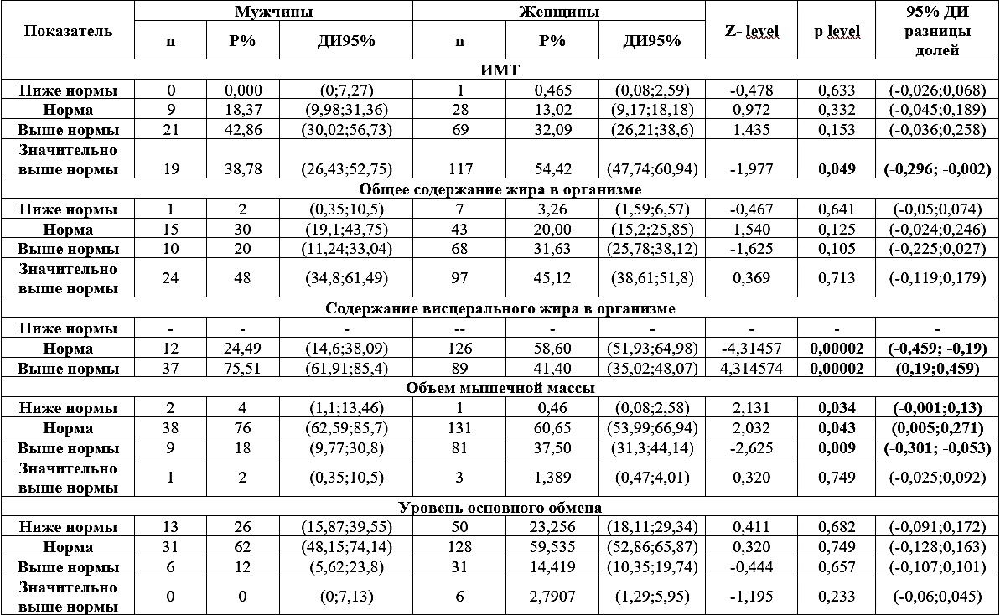 Показатель Мужчины Женщины Z- level p level 95% ДИ разницы долей
n P% ДИ95% n P% ДИ95%
ИМТ
Ниже нормы 0 0,000 (0;7,27) 1 0,465 (0,08;2,59) -0,478 0,633 (-0,026;0,068)
Норма 9 18,37 (9,98;31,36) 28 13,02 (9,17;18,18) 0,972 0,332 (-0,045;0,189)
Выше нормы 21 42,86 (30,02;56,73) 69 32,09 (26,21;38,6) 1,435 0,153 (-0,036;0,258)
Значительно
выше нормы 19 38,78 (26,43;52,75) 117 54,42 (47,74;60,94) -1,977 0,049 (-0,296; -0,002)
Общее содержание жира в организме
Ниже нормы 1 2 (0,35;10,5) 7 3,26 (1,59;6,57) -0,467 0,641 (-0,05;0,074)
Норма 15 30 (19,1;43,75) 43 20,00 (15,2;25,85) 1,540 0,125 (-0,024;0,246)
Выше нормы 10 20 (11,24;33,04) 68 31,63 (25,78;38,12) -1,625 0,105 (-0,225;0,027)
Значительно
выше нормы 24 48 (34,8;61,49) 97 45,12 (38,61;51,8) 0,369 0,713 (-0,119;0,179)
Содержание висцерального жира в организме
Ниже нормы - - - -- - - - - -
Норма 12 24,49 (14,6;38,09) 126 58,60 (51,93;64,98) -4,31457 0,00002 (-0,459; -0,19)
Выше нормы 37 75,51 (61,91;85,4) 89 41,40 (35,02;48,07) 4,314574 0,00002 (0,19;0,459)
Объем мышечной массы
Ниже нормы 2 4 (1,1;13,46) 1 0,46 (0,08;2,58) 2,131 0,034 (-0,001;0,13)
Норма 38 76 (62,59;85,7) 131 60,65 (53,99;66,94) 2,032 0,043 (0,005;0,271)
Выше нормы 9 18 (9,77;30,8) 81 37,50 (31,3;44,14) -2,625 0,009 (-0,301; -0,053)
Значительно
выше нормы 1 2 (0,35;10,5) 3 1,389 (0,47;4,01) 0,320 0,749 (-0,025;0,092)
Уровень основного обмена
Ниже нормы 13 26 (15,87;39,55) 50 23,256 (18,11;29,34) 0,411 0,682 (-0,091;0,172)
Норма 31 62 (48,15;74,14) 128 59,535 (52,86;65,87) 0,320 0,749 (-0,128;0,163)
Выше нормы 6 12 (5,62;23,8) 31 14,419 (10,35;19,74) -0,444 0,657 (-0,107;0,101)
Значительно
выше нормы 0 0 (0;7,13) 6 2,7907 (1,29;5,95) -1,195 0,233 (-0,06;0,045)